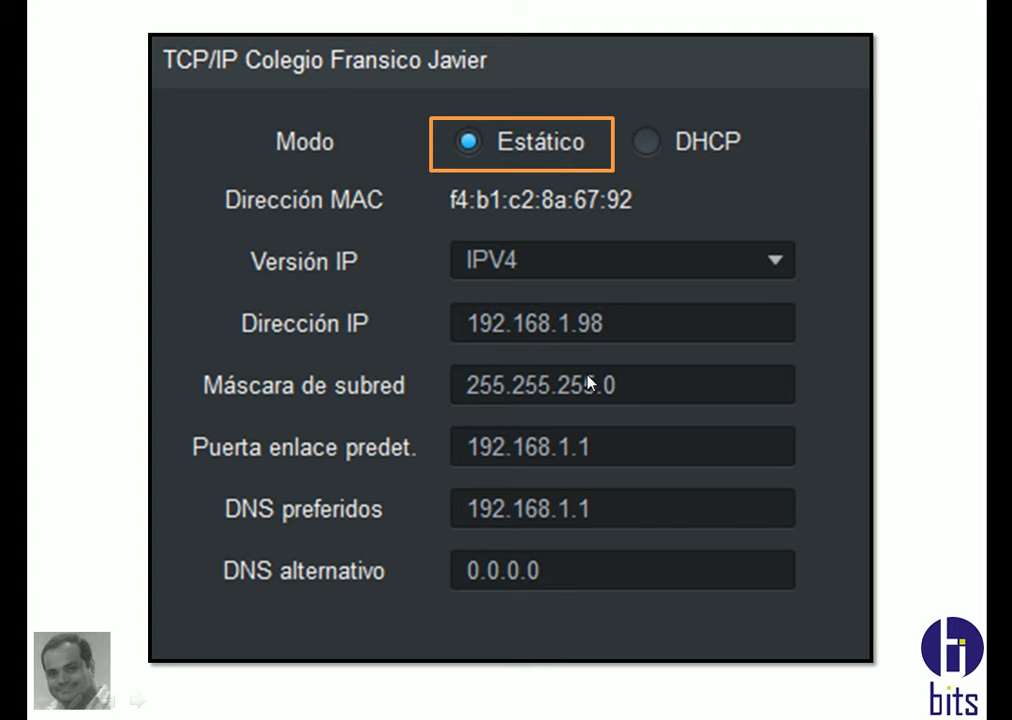 TCP/IP Colegio Fransico Javier
Modo Estático DHCP
Dirección MAC f4:b1:c2:8a:67:92
Versión IP IPV4
Dirección IP 192.168.1.98
Máscara de subred 255.255.255.0
Puerta enlace predet. 192.168.1.1
DNS preferidos 192.168.1.1
DNS alternativo 0.0.0.0
bits